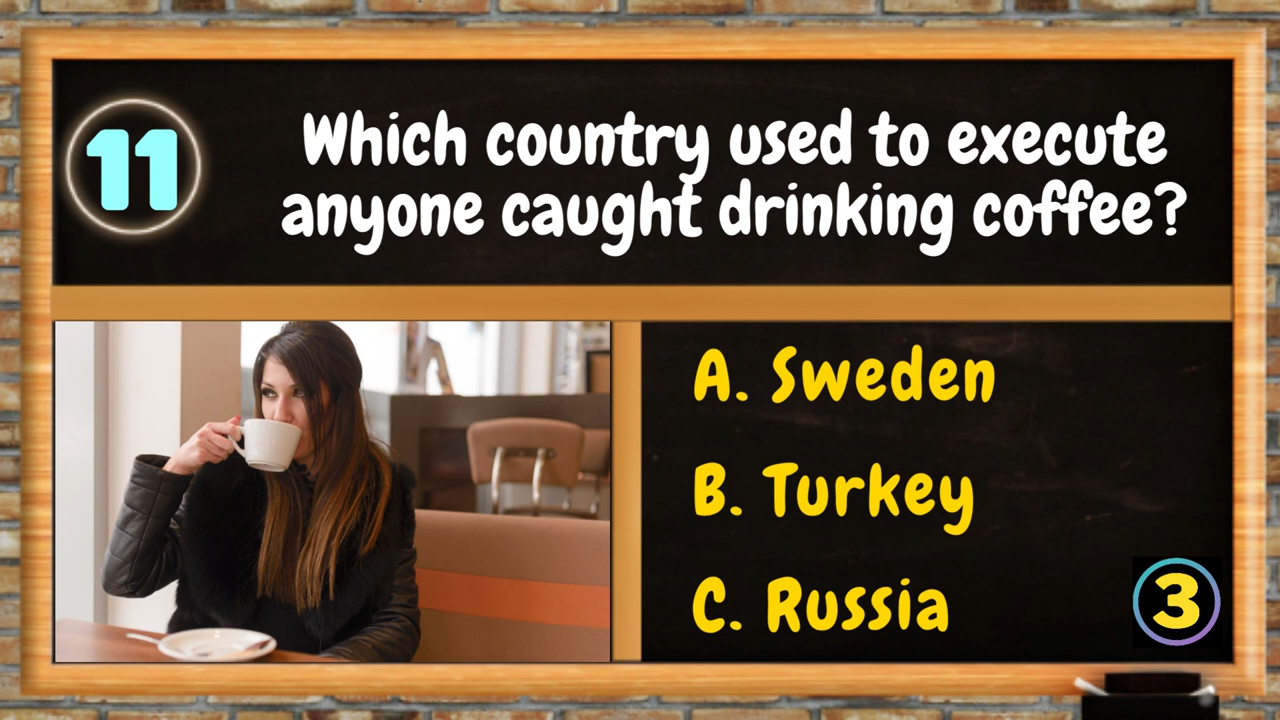 11
Which country used to execute
anyone caught drinking coffee?
A. Sweden
B. Turkey
C. Russia
3